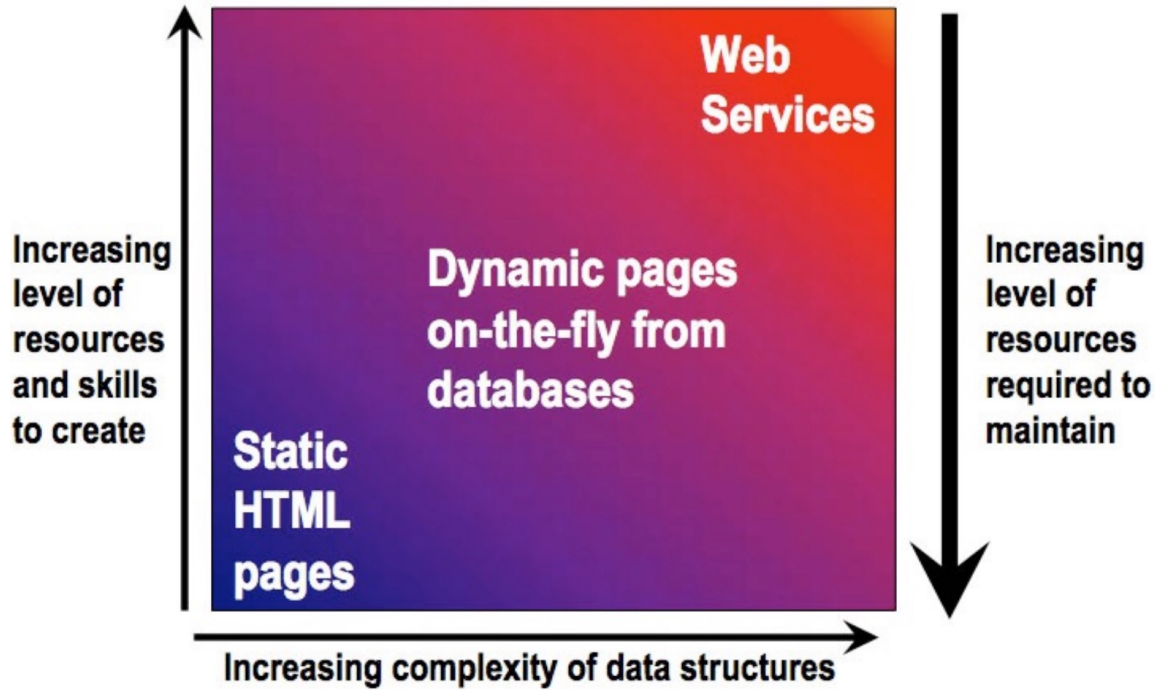 Web
Services
Increasing
level of
resources
and skills
to create
Dynamic pages
on-the-fly from
databases
Increasing
level of
resources
required to
maintain
Static
HTML
pages
Increasing complexity of data structures